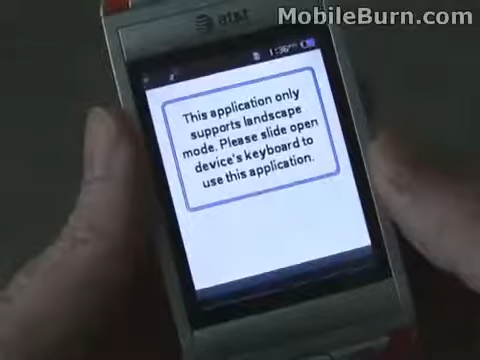 MobileBurn.com
at&t
1:36
This application only
supports landscape
mode. Please slide open
device's keyboard to
use this application.